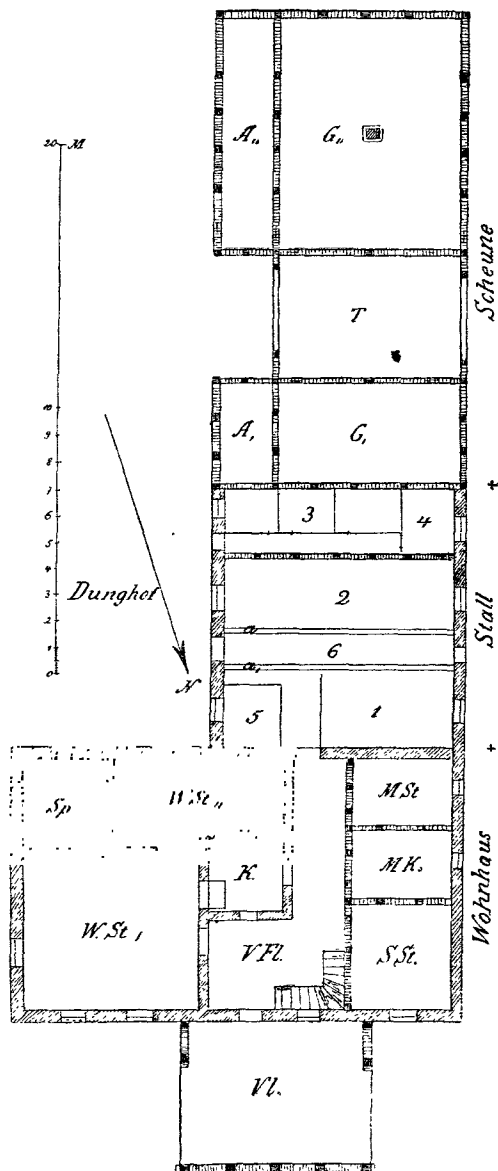 A,, G,,
20 M
Scheune
T
10
9
8
7
6
5
4
3
2
1
0
A, G,
3 4
Dunghof
2
a
6
a,
N
5 1
Stall
Sp W.St,, M.St
K. M.K.
W.St, V.Fl. S.St.
Wohnhaus
Vl.